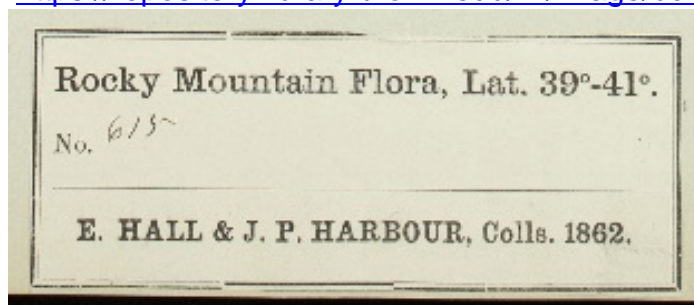 Rocky Mountain Flora, Lat. 39°-41°.
No. 615
E. HALL & J. P. HARBOUR, Colls. 1862.